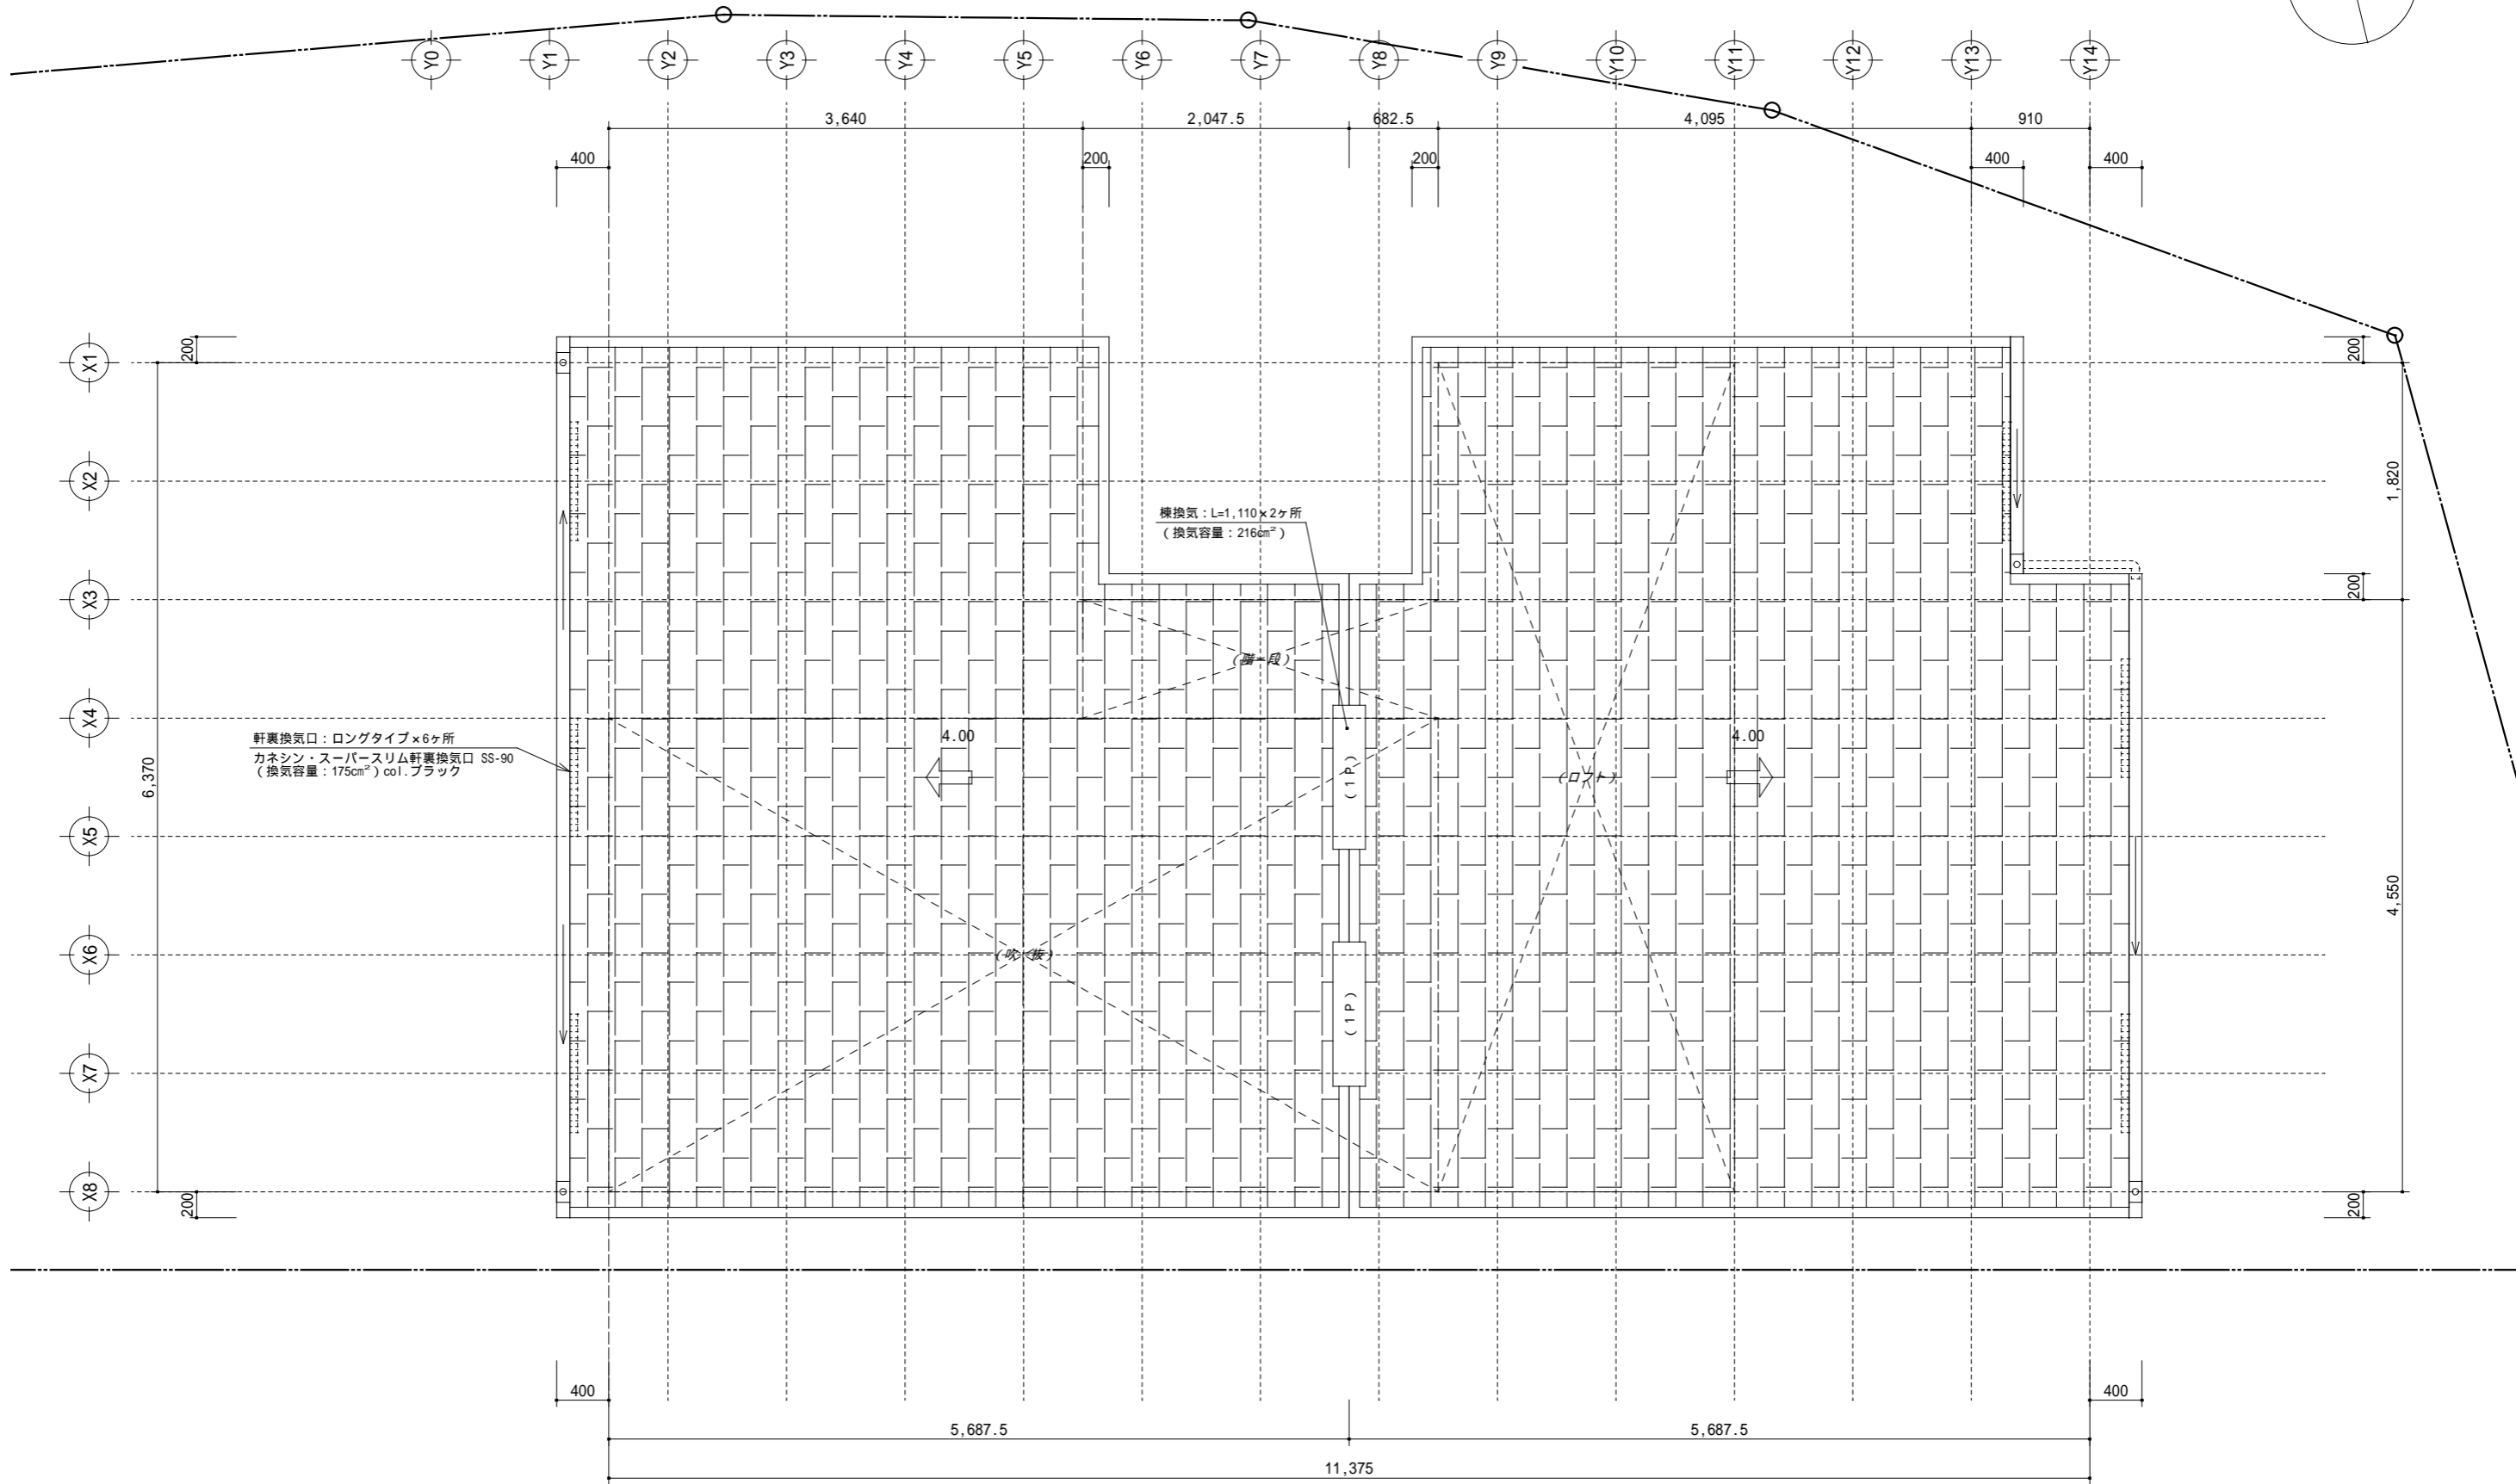 Y0
Y1
Y2
Y3
Y4
Y5
Y6
Y7
Y8
Y9
Y10
Y11
Y12
Y13
Y14
3,640
2,047.5
682.5
4,095
910
400
200
200
400
400
X1
X2
X3
X4
X5
X6
X7
X8
200
6,370
200
200
1,820
200
4,550
200
棟換気：L=1,110×2ヶ所
（換気容量：216cm²）
（階　段）
軒裏換気口：ロングタイプ×6ヶ所
カネシン・スーパースリム軒裏換気口 SS-90
（換気容量：175cm²）col.ブラック
4.00
4.00
（1P）
（ロフト）
（吹　抜）
（1P）
400
400
5,687.5
5,687.5
11,375